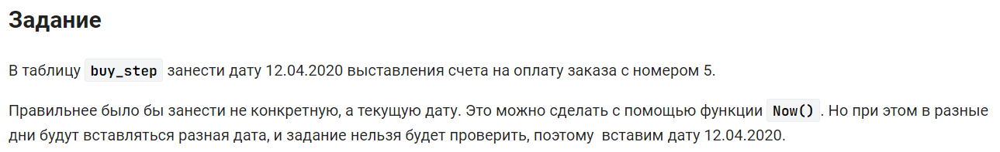 Задание
В таблицу buy_step занести дату 12.04.2020 выставления счета на оплату заказа с номером 5.
Правильнее было бы занести не конкретную, а текущую дату. Это можно сделать с помощью функции Now(). Но при этом в разные
дни будут вставляться разная дата, и задание нельзя будет проверить, поэтому вставим дату 12.04.2020.